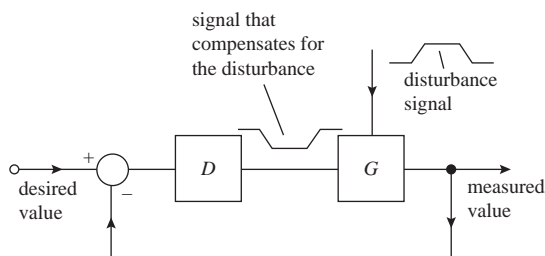 signal that
compensates for
the disturbance
disturbance
signal
+
D
G
−
desired
value
measured
value